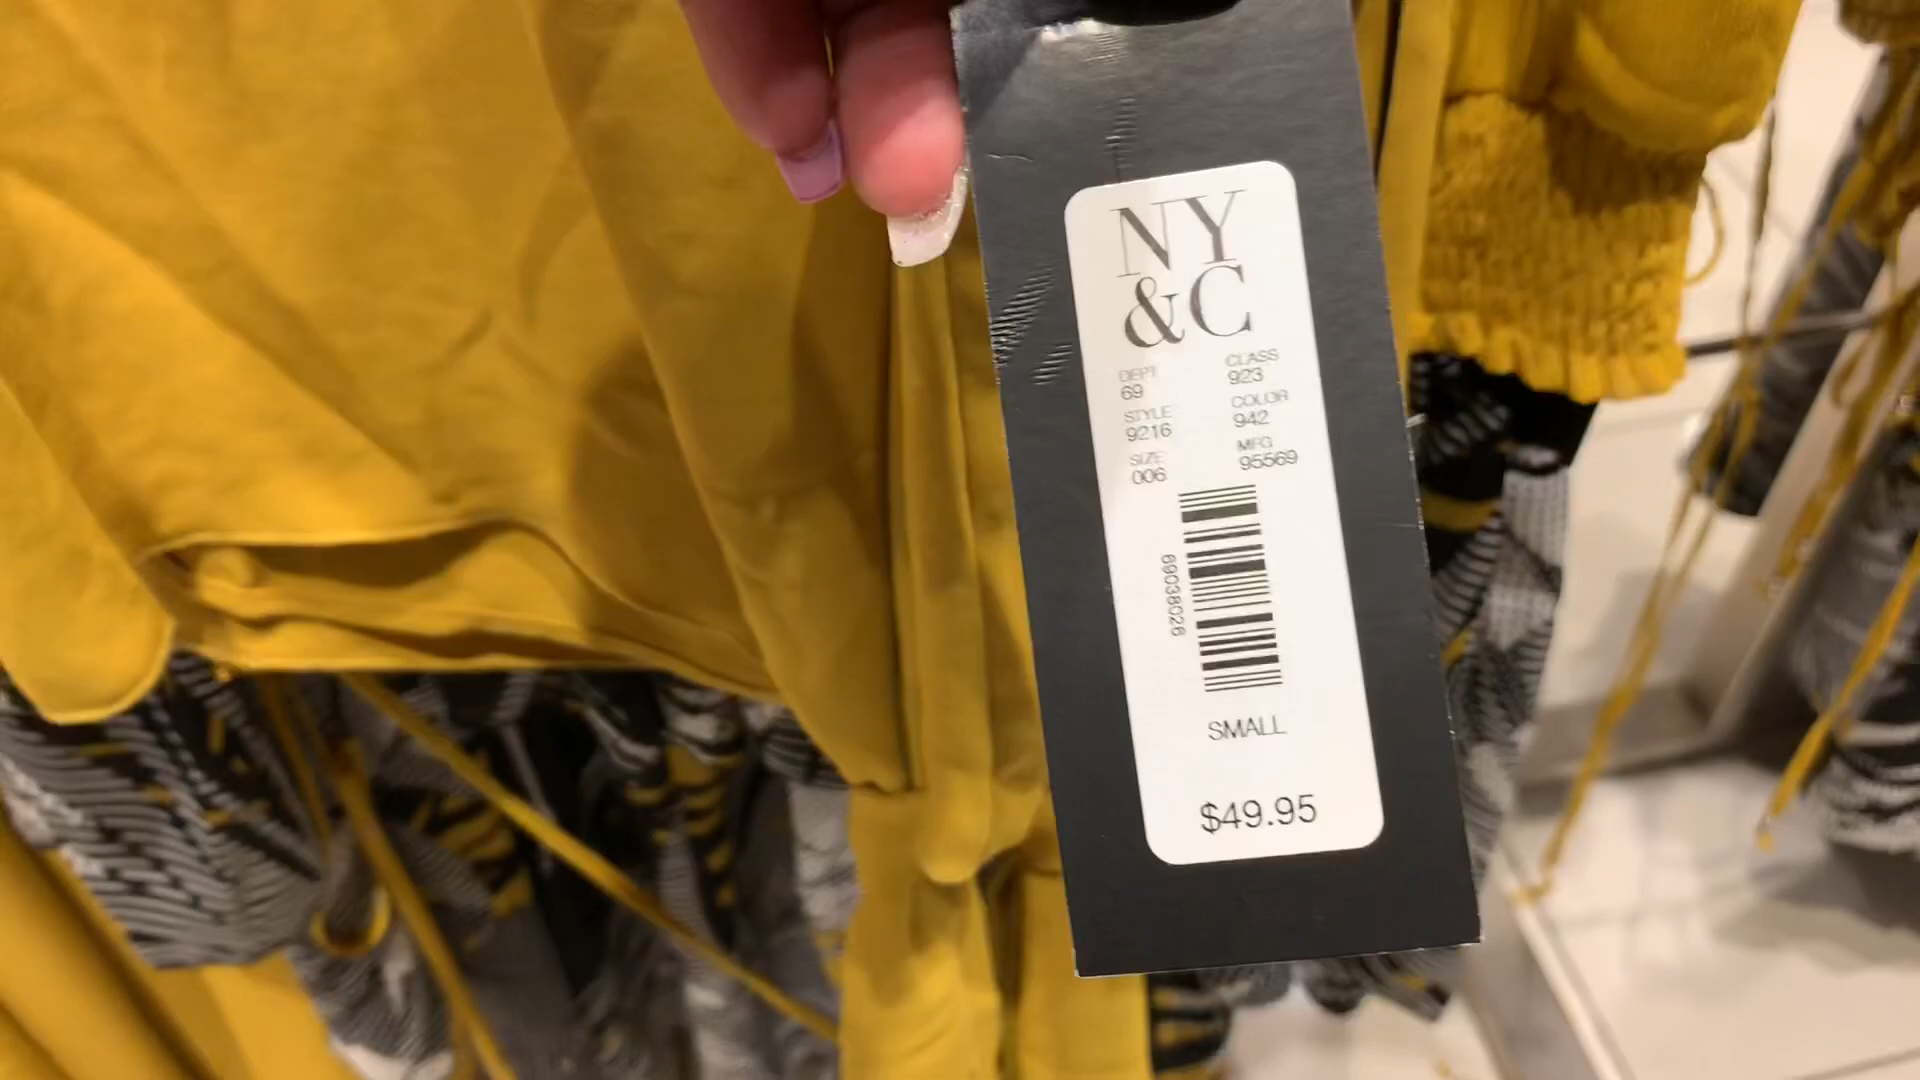 NY
&C
DEPT CLASS
69 923
STYLE COLOR
9216 942
SIZE MFG
006 95569
69038026
SMALL
$49.95